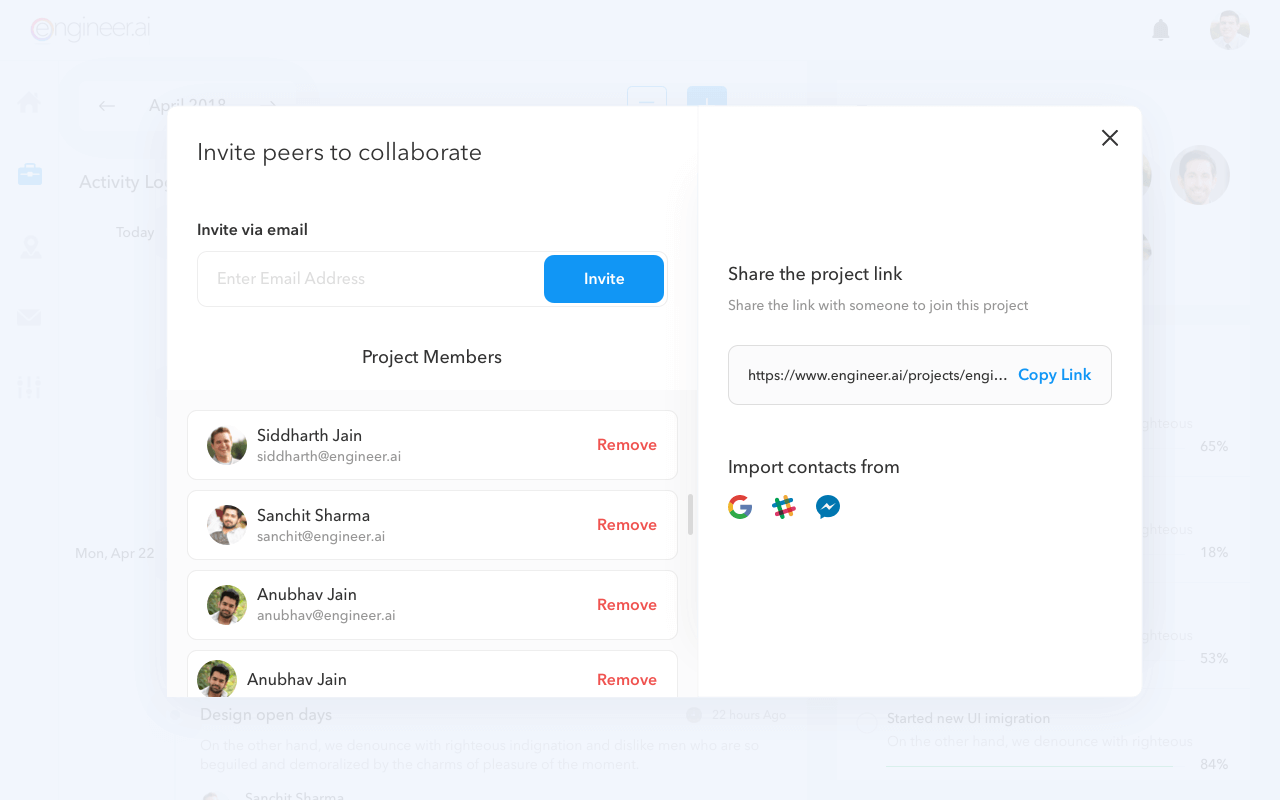 engineer.ai
April 2018
Activity Lo
Today
Mon, Apr 22
Invite peers to collaborate
Invite via email
Enter Email Address
Invite
Project Members
Siddharth Jain
siddharth@engineer.ai
Remove
Sanchit Sharma
sanchit@engineer.ai
Remove
Anubhav Jain
anubhav@engineer.ai
Remove
Anubhav Jain
Remove
Share the project link
Share the link with someone to join this project
https://www.engineer.ai/projects/engi...
Copy Link
Import contacts from
righteous
65%
righteous
18%
righteous
53%
Design open days
22 hours Ago
On the other hand, we denounce with righteous indignation and dislike men who are so
beguiled and demoralized by the charms of pleasure of the moment.
Sanchit Sharma
Started new UI imigration
On the other hand, we denounce with righteous
84%